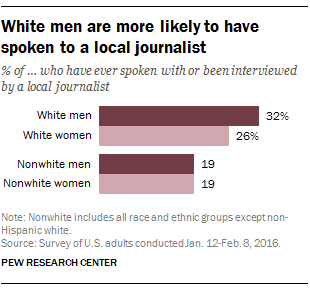 White men are more likely to have
spoken to a local journalist
% of ... who have ever spoken with or been interviewed
by a local journalist
White men 32%
White women 26%
Nonwhite men 19
Nonwhite women 19
Note: Nonwhite includes all race and ethnic groups except non-
Hispanic white.
Source: Survey of U.S. adults conducted Jan. 12-Feb. 8, 2016.
PEW RESEARCH CENTER